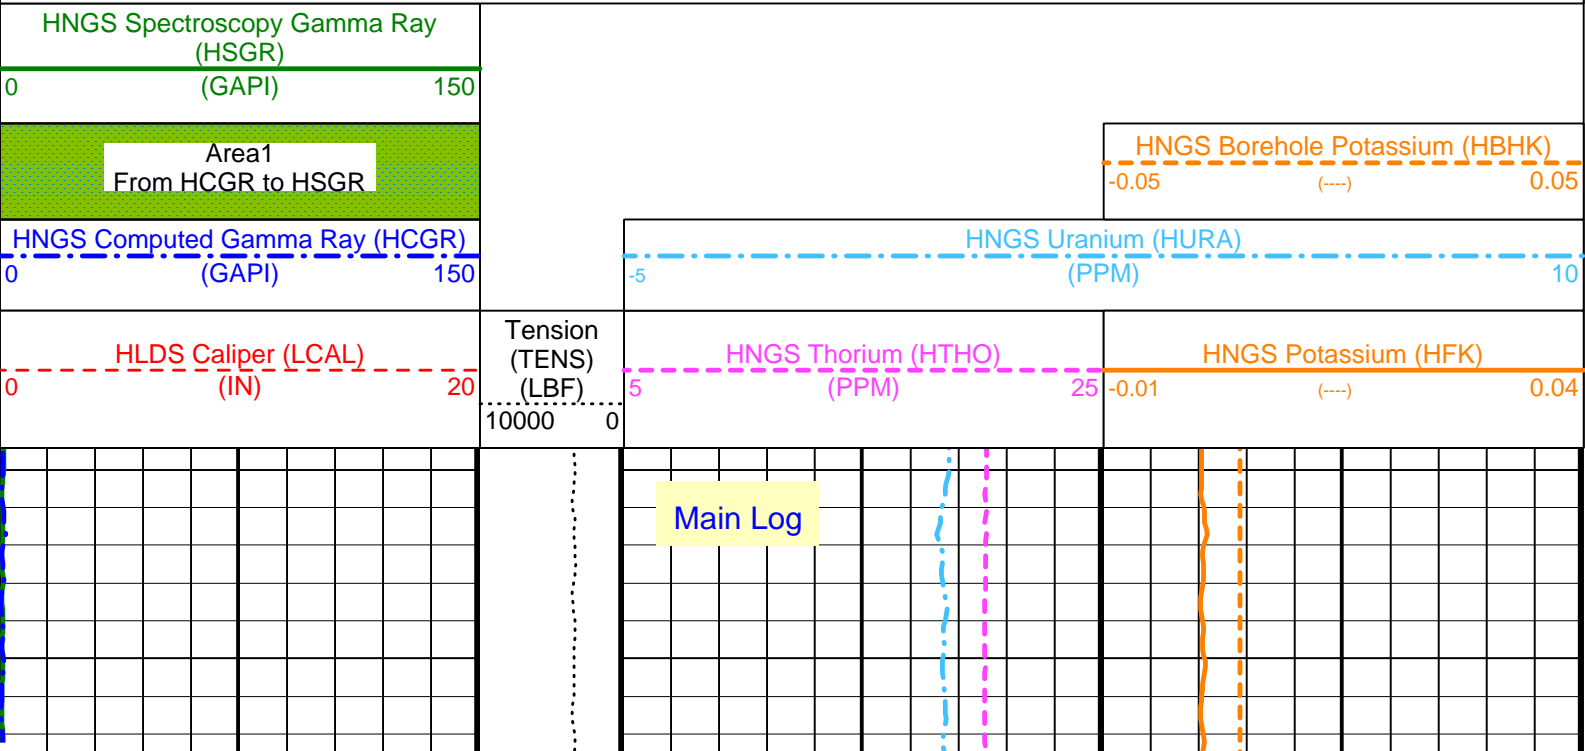 HNGS Spectroscopy Gamma Ray
(HSGR)
0 (GAPI) 150
Area1
From HCGR to HSGR
HNGS Borehole Potassium (HBHK)
-0.05 (----) 0.05
HNGS Computed Gamma Ray (HCGR)
0 (GAPI) 150
HNGS Uranium (HURA)
-5 (PPM) 10
HLDS Caliper (LCAL)
0 (IN) 20
Tension
(TENS)
(LBF)
10000 0
HNGS Thorium (HTHO)
5 (PPM) 25
HNGS Potassium (HFK)
-0.01 (----) 0.04
Main Log